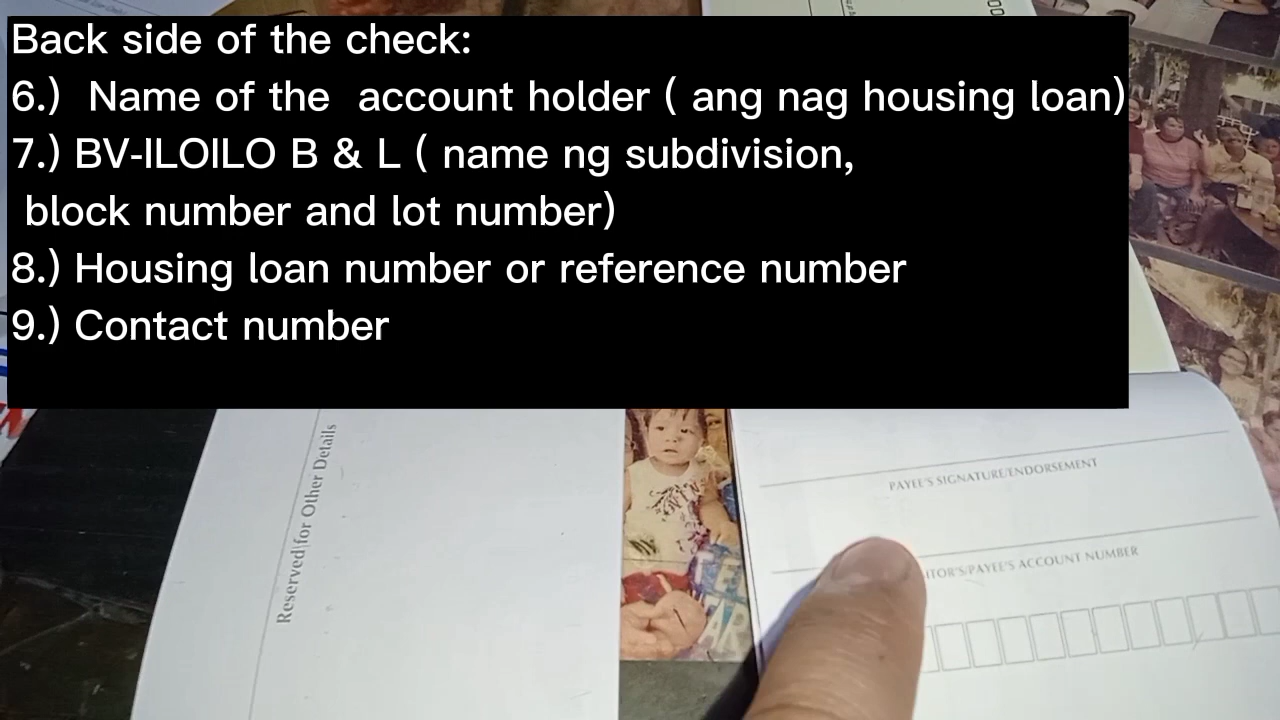 Back side of the check:
6.) Name of the account holder ( ang nag housing loan)
7.) BV-ILOILO B & L ( name ng subdivision,
block number and lot number)
8.) Housing loan number or reference number
9.) Contact number
Reserved for Other Details
PAYEE'S SIGNATURE/ENDORSEMENT
PAYEE'S ACCOUNT NUMBER